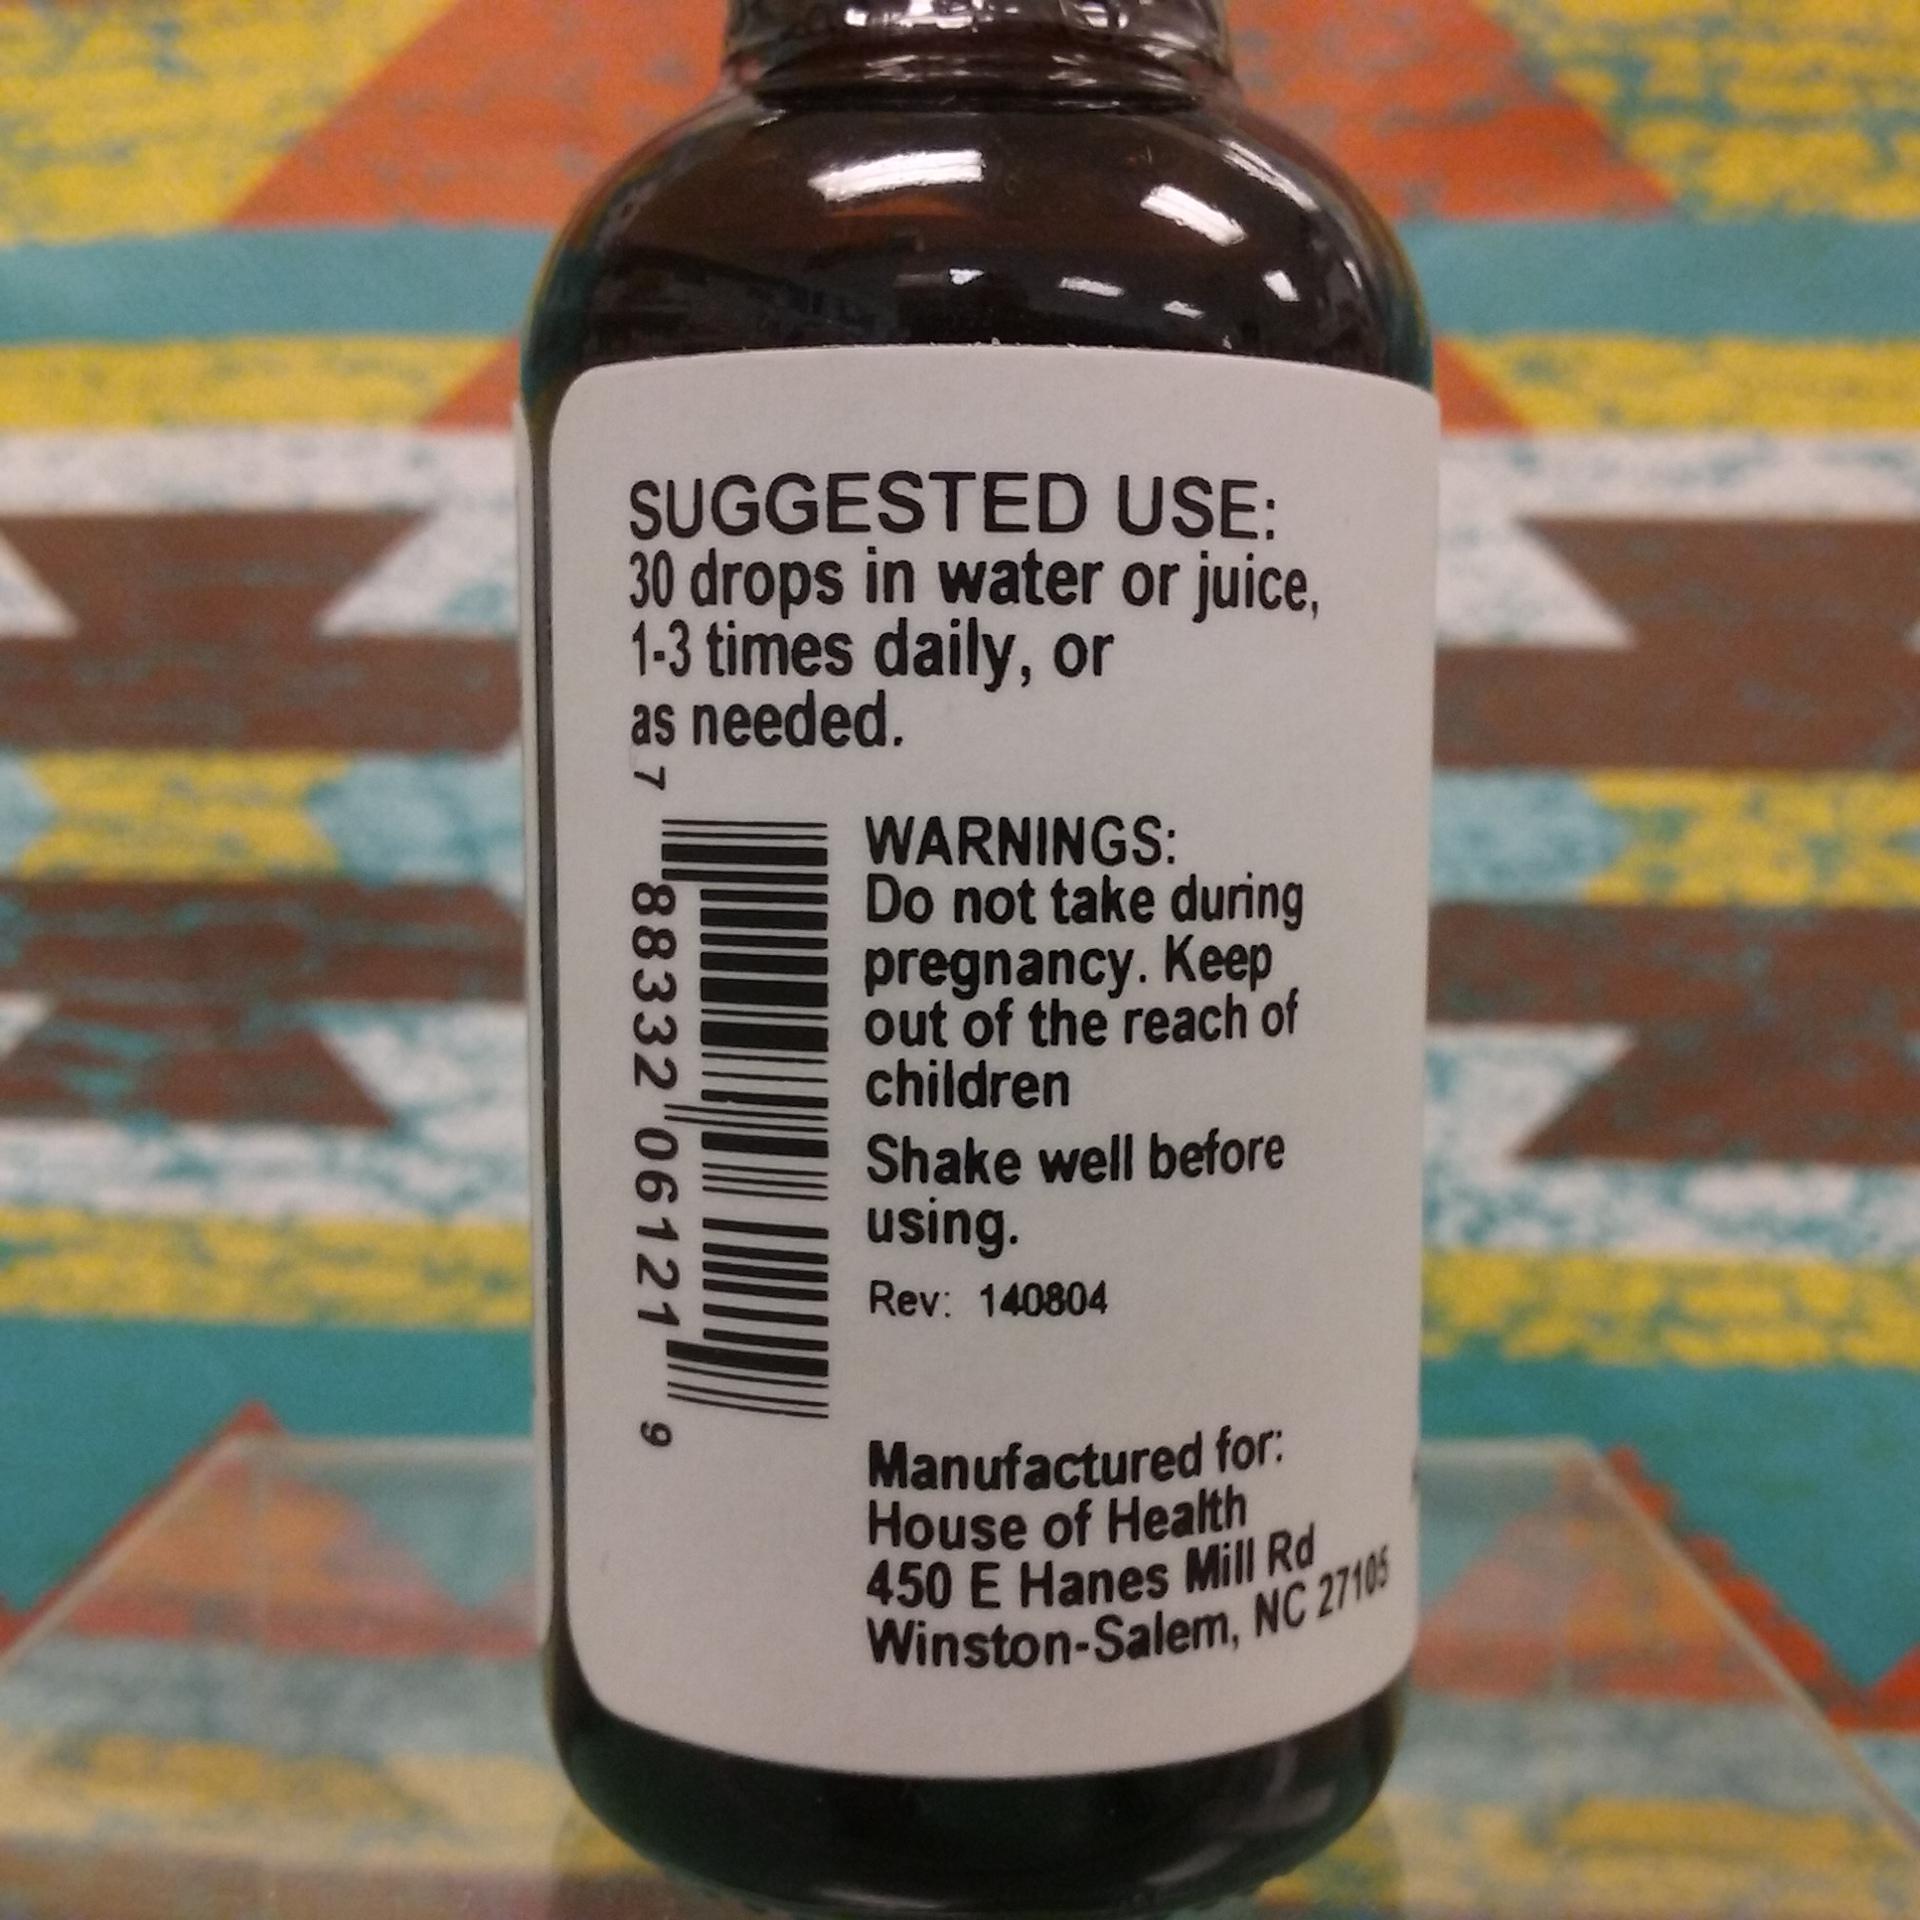 SUGGESTED USE:
30 drops in water or juice,
1-3 times daily, or
as needed.
7 88332 06121 9
WARNINGS:
Do not take during
pregnancy. Keep
out of the reach of
children
Shake well before
using.
Rev: 140804
Manufactured for:
House of Health
450 E Hanes Mill Rd
Winston-Salem, NC 27105